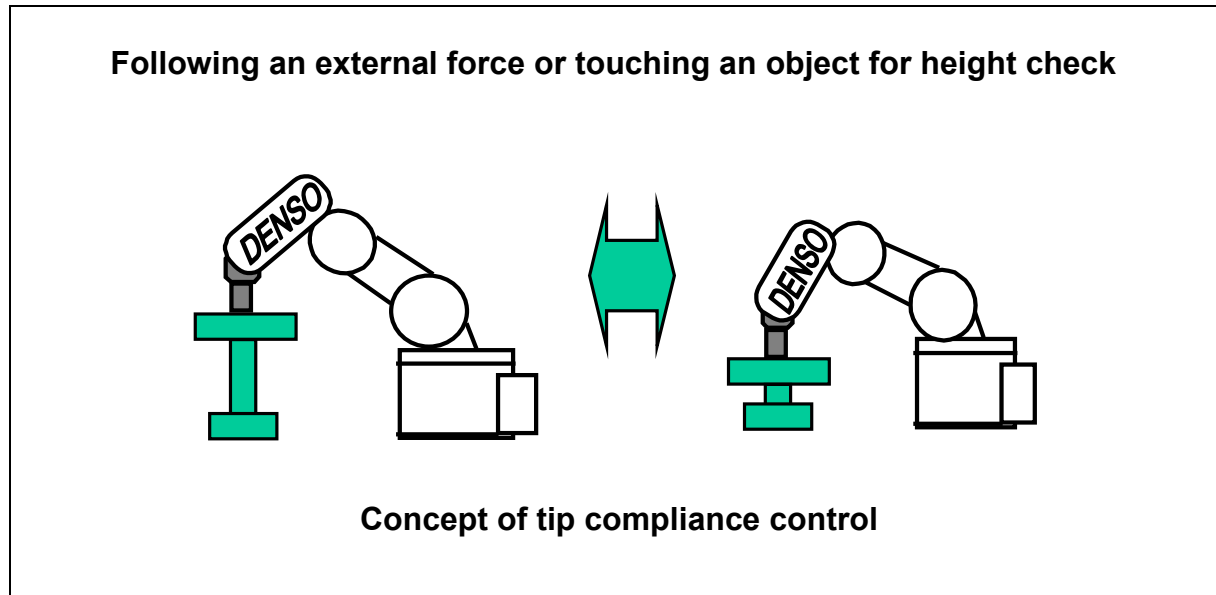 Following an external force or touching an object for height check
DENSO
DENSO
Concept of tip compliance control